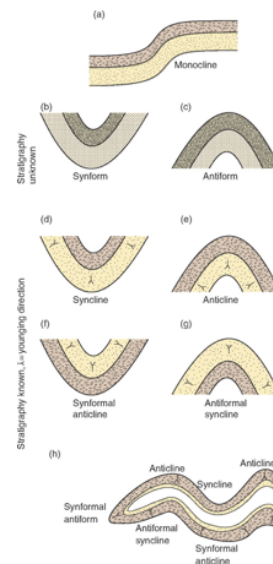 (a)
Monocline
(b)
(c)
Stratigraphy
unknown
Synform
Antiform
(d)
(e)
Syncline
Anticline
(f)
(g)
Stratigraphy known, ⅄=younging direction
Synformal
anticline
Antiformal
syncline
(h)
Anticline
Anticline
Syncline
Synformal
antiform
Antiformal
syncline
Synformal
anticline